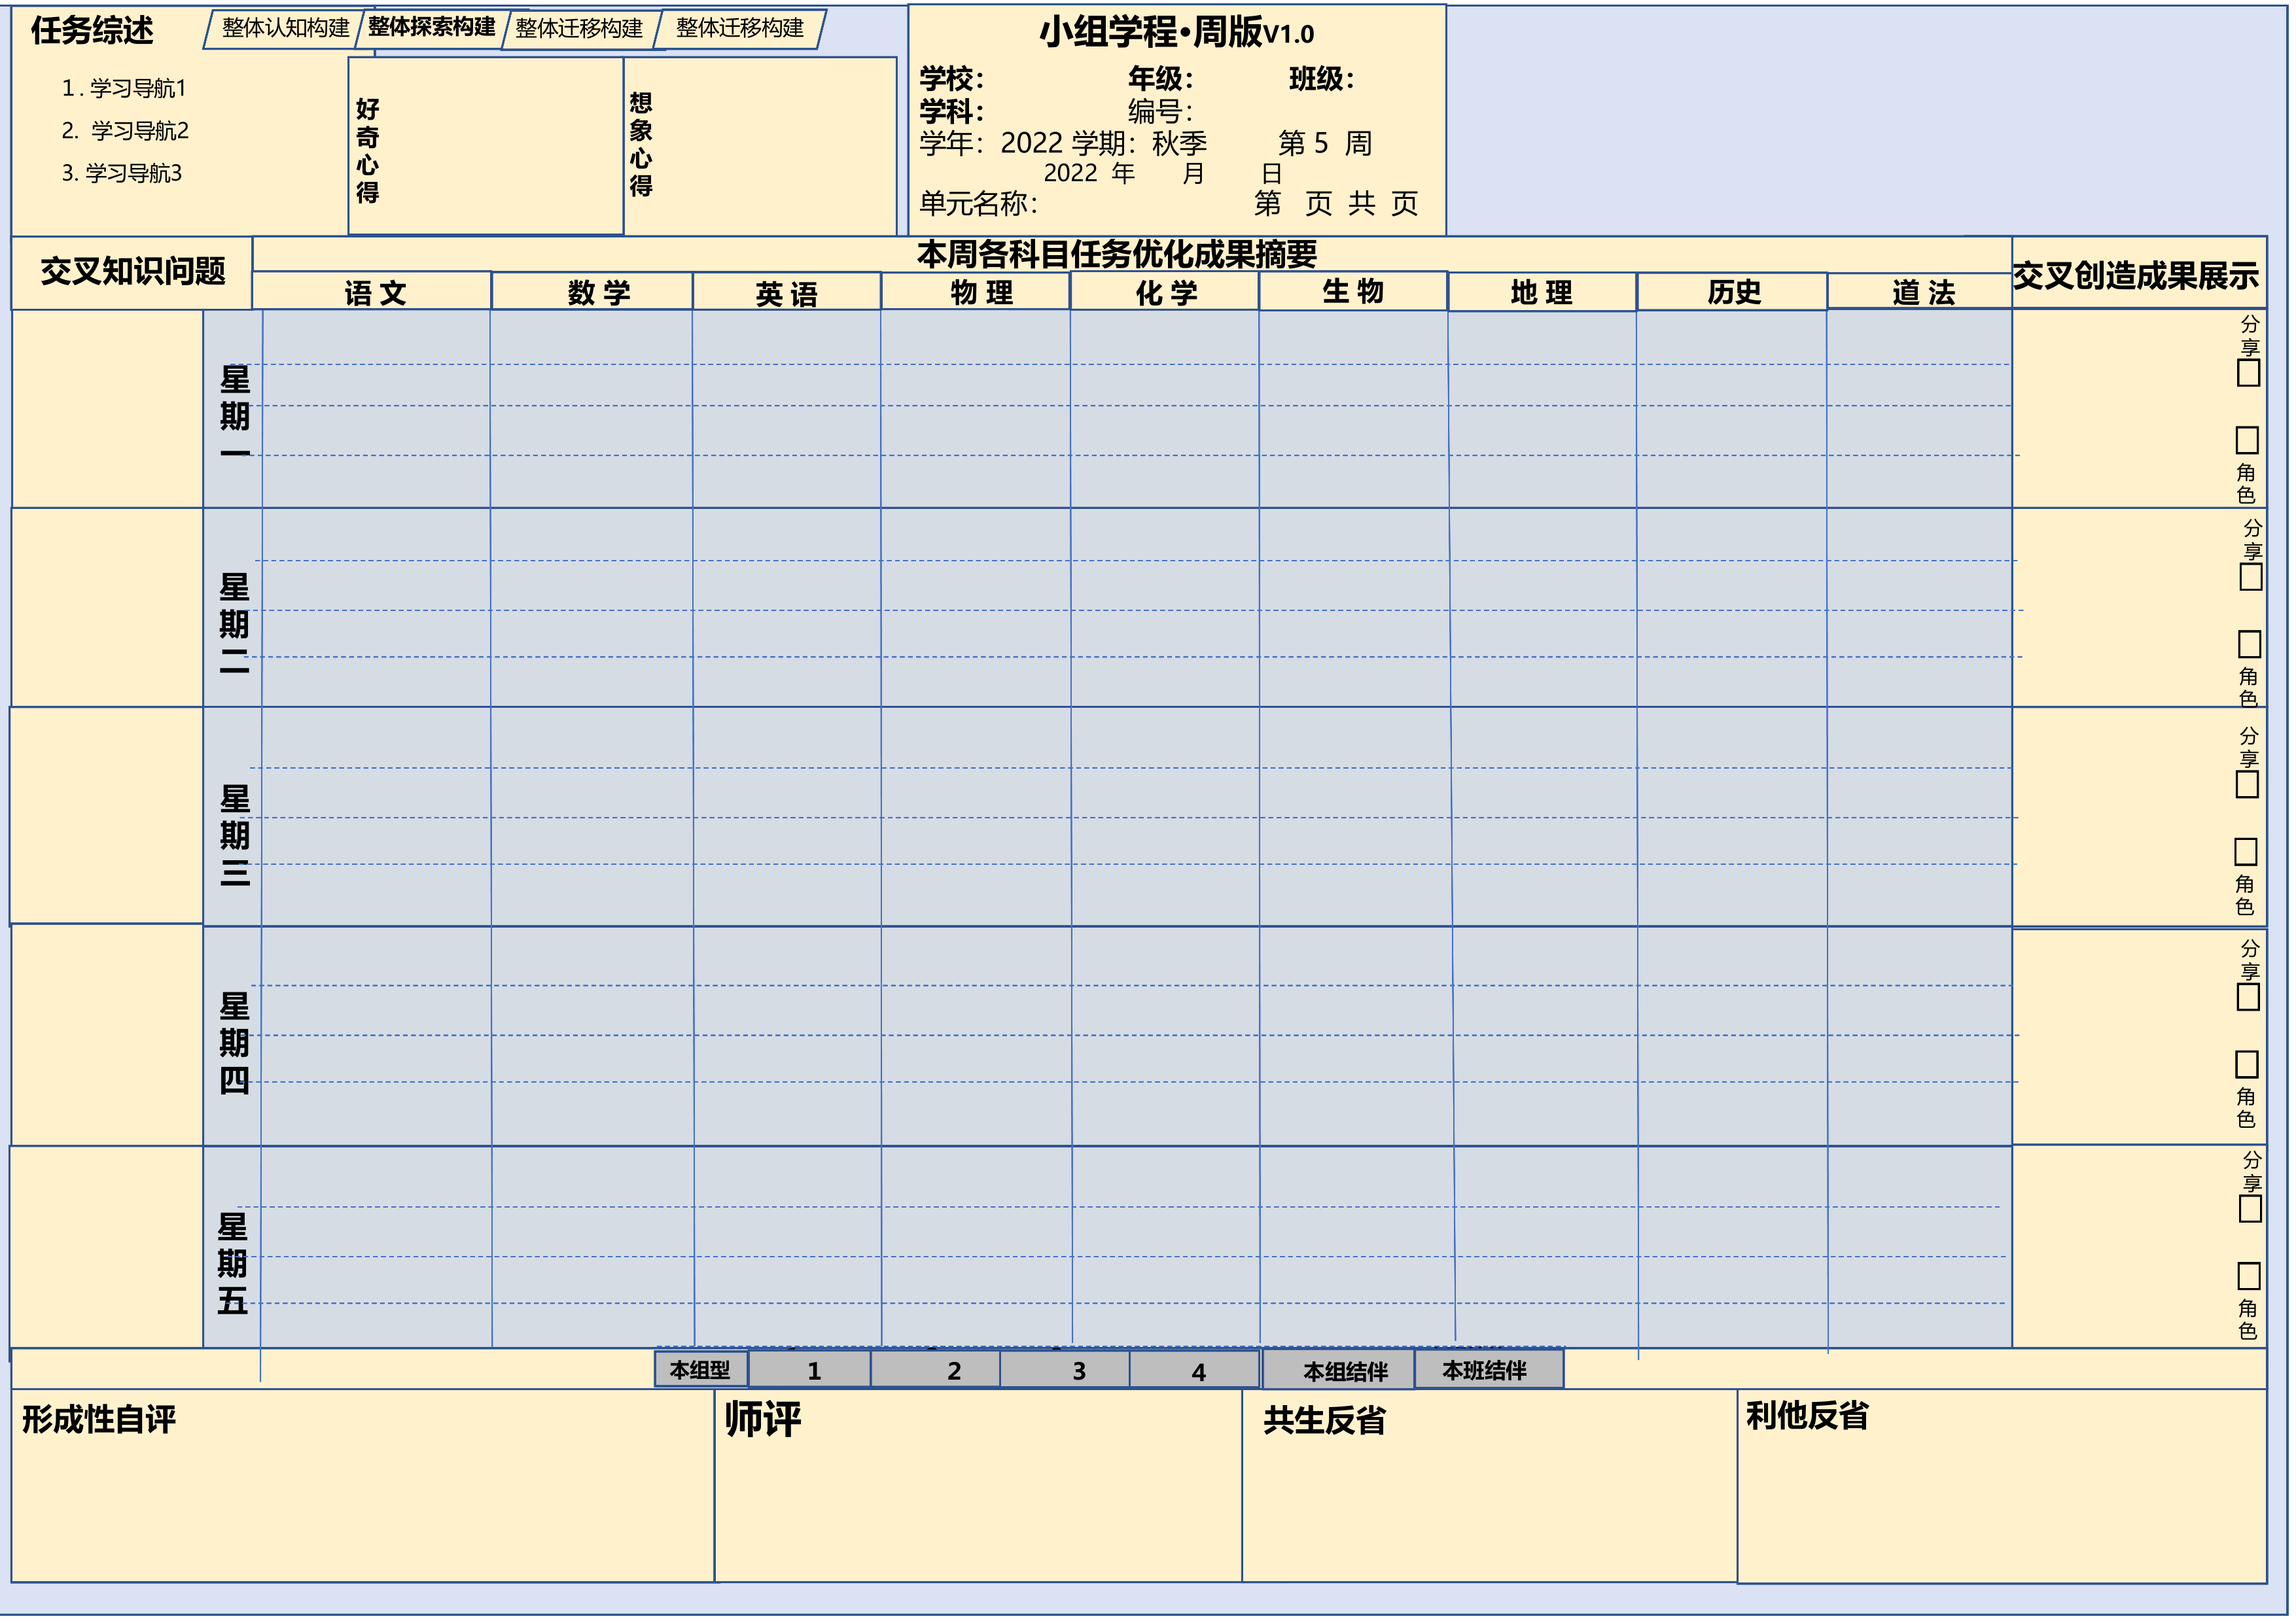 任务综述
整体认知构建 整体探索构建 整体迁移构建 整体迁移构建
1 . 学习导航1
2. 学习导航2
3. 学习导航3
好奇心得
想象心得
小组学程•周版V1.0
学校： 年级： 班级：
学科： 编号：
学年：2022 学期：秋季 第 5 周
2022 年 月 日
单元名称： 第 页 共 页
交叉知识问题
本周各科目任务优化成果摘要
语 文 数 学 英 语 物 理 化 学 生 物 地 理 历史 道 法
交叉创造成果展示
星期一
分享
角色
星期二
分享
角色
星期三
分享
角色
星期四
分享
角色
星期五
分享
角色
本组型 1 2 3 4 本组结伴 本班结伴
形成性自评
师评
共生反省
利他反省